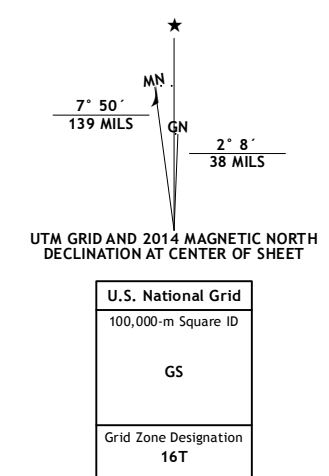 ★
MN
7° 50´
139 MILS
GN
2° 8´
38 MILS
UTM GRID AND 2014 MAGNETIC NORTH
DECLINATION AT CENTER OF SHEET
U.S. National Grid
100,000-m Square ID
GS
Grid Zone Designation
16T